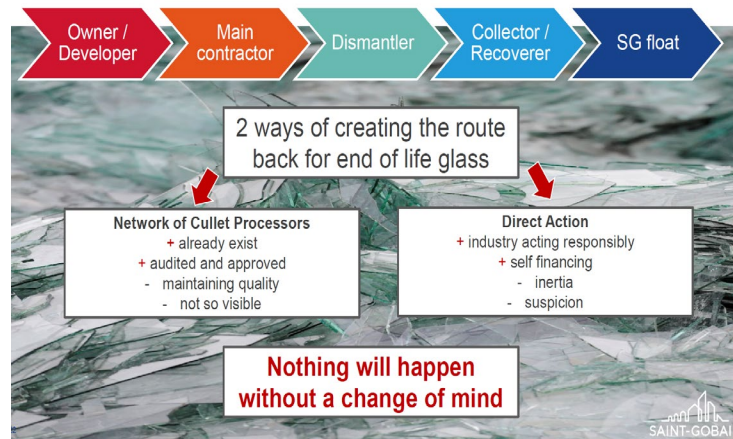 Owner /
Developer
Main
contractor
Dismantler
Collector /
Recoverer
SG float
2 ways of creating the route
back for end of life glass
Network of Cullet Processors
+ already exist
+ audited and approved
- maintaining quality
- not so visible
Direct Action
+ industry acting responsibly
+ self financing
- inertia
- suspicion
Nothing will happen
without a change of mind
SAINT-GOBAI